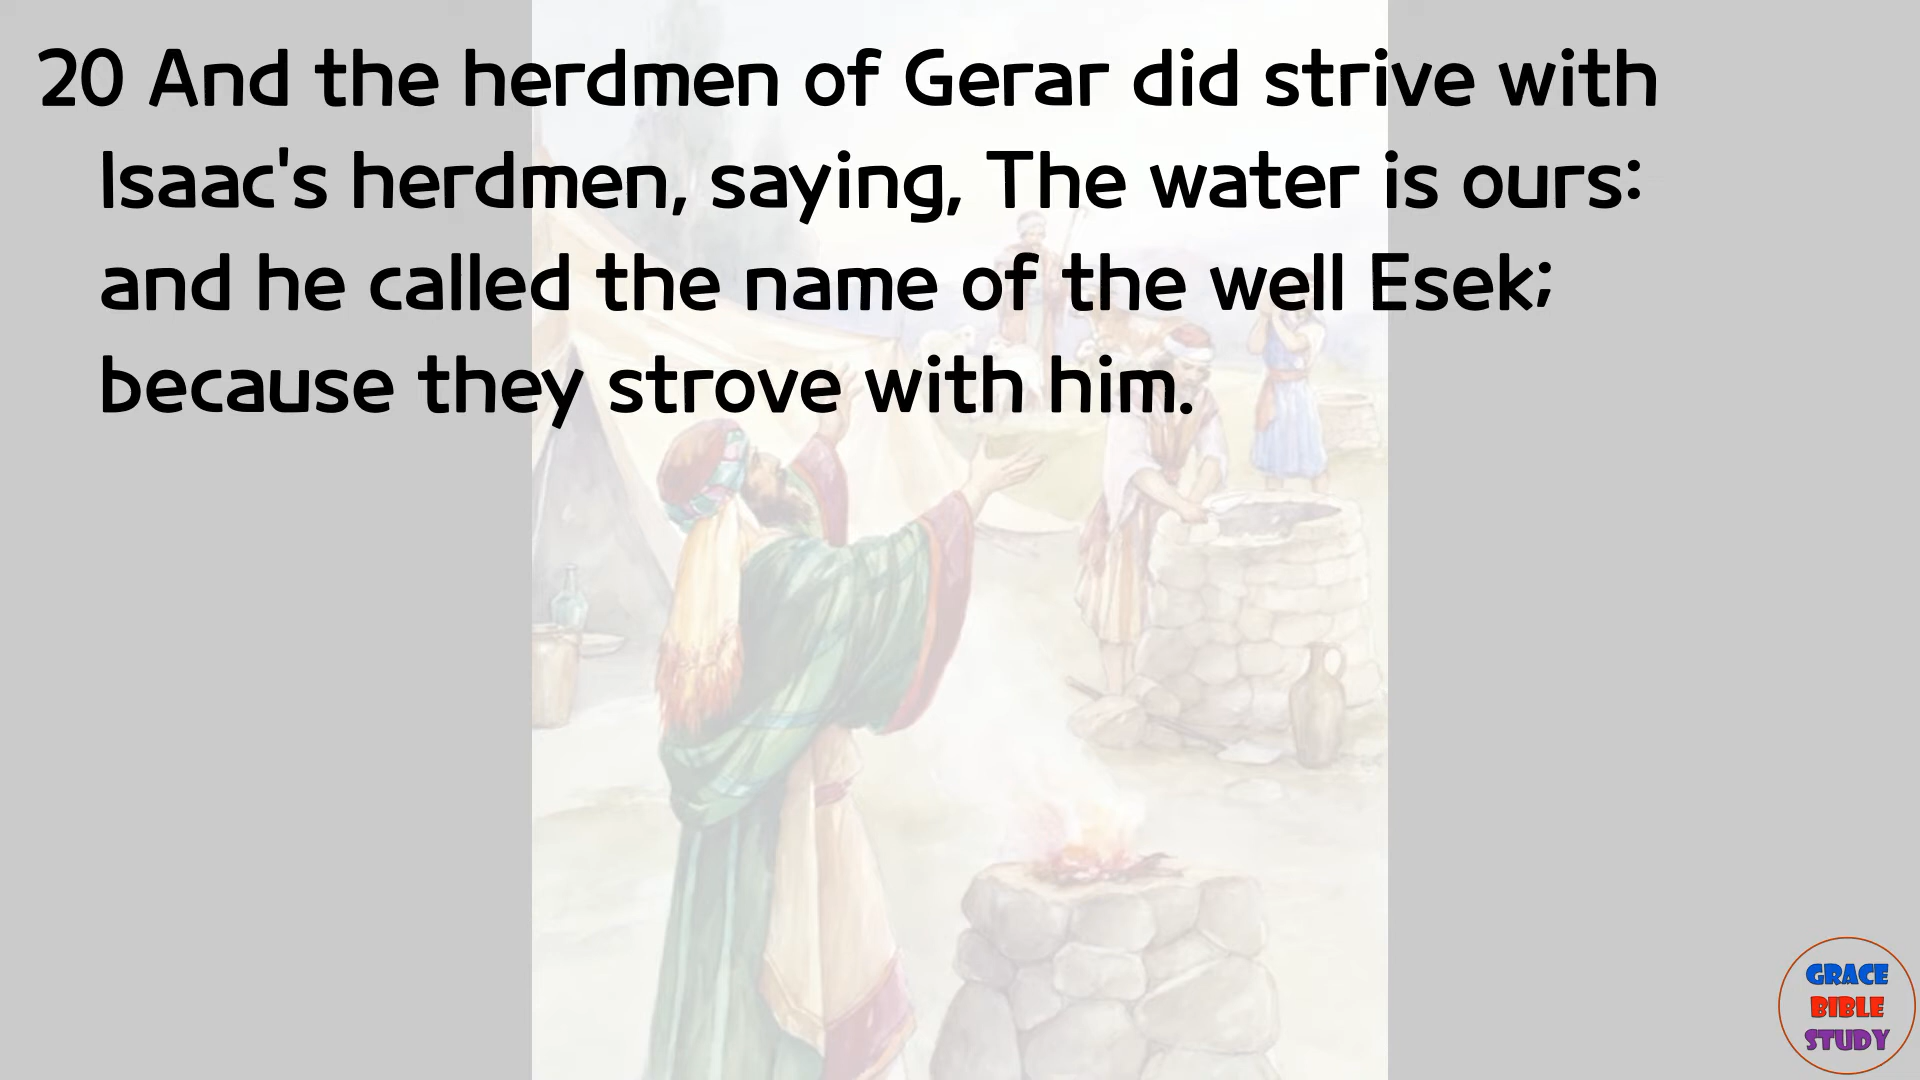 20 And the herdmen of Gerar did strive with
Isaac's herdmen, saying, The water is ours:
and he called the name of the well Esek;
because they strove with him.
GRACE
BIBLE
STUDY